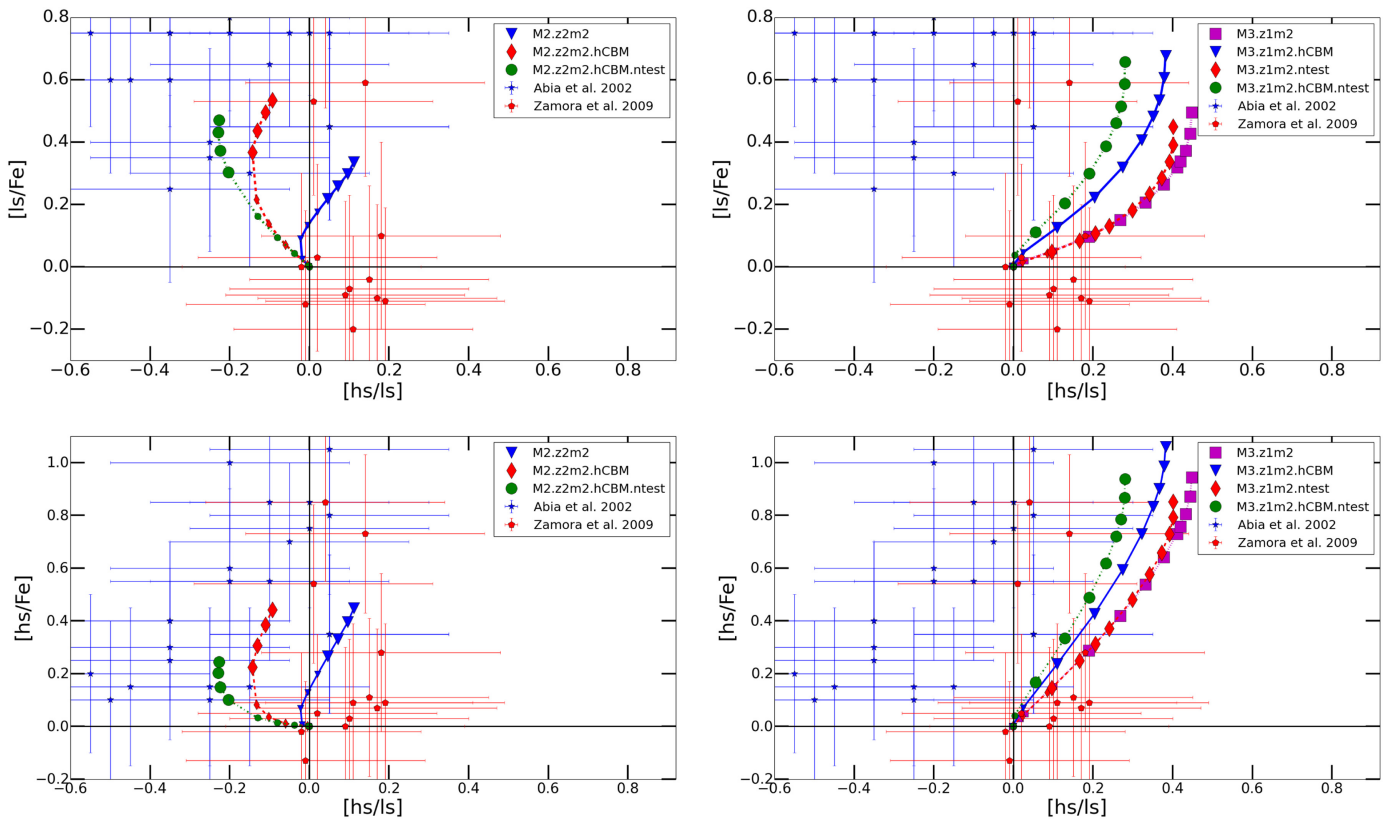 0.8
0.6
0.4
0.2
0.0
−0.2
[ls/Fe]
−0.6 −0.4 −0.2 0.0 0.2 0.4 0.6 0.8
[hs/ls]
M2.z2m2
M2.z2m2.hCBM
M2.z2m2.hCBM.ntest
Abia et al. 2002
Zamora et al. 2009
0.8
0.6
0.4
0.2
0.0
−0.2
[ls/Fe]
−0.6 −0.4 −0.2 0.0 0.2 0.4 0.6 0.8
[hs/ls]
M3.z1m2
M3.z1m2.hCBM
M3.z1m2.ntest
M3.z1m2.hCBM.ntest
Abia et al. 2002
Zamora et al. 2009
1.0
0.8
0.6
0.4
0.2
0.0
−0.2
[hs/Fe]
−0.6 −0.4 −0.2 0.0 0.2 0.4 0.6 0.8
[hs/ls]
M2.z2m2
M2.z2m2.hCBM
M2.z2m2.hCBM.ntest
Abia et al. 2002
Zamora et al. 2009
1.0
0.8
0.6
0.4
0.2
0.0
−0.2
[hs/Fe]
−0.6 −0.4 −0.2 0.0 0.2 0.4 0.6 0.8
[hs/ls]
M3.z1m2
M3.z1m2.hCBM
M3.z1m2.ntest
M3.z1m2.hCBM.ntest
Abia et al. 2002
Zamora et al. 2009